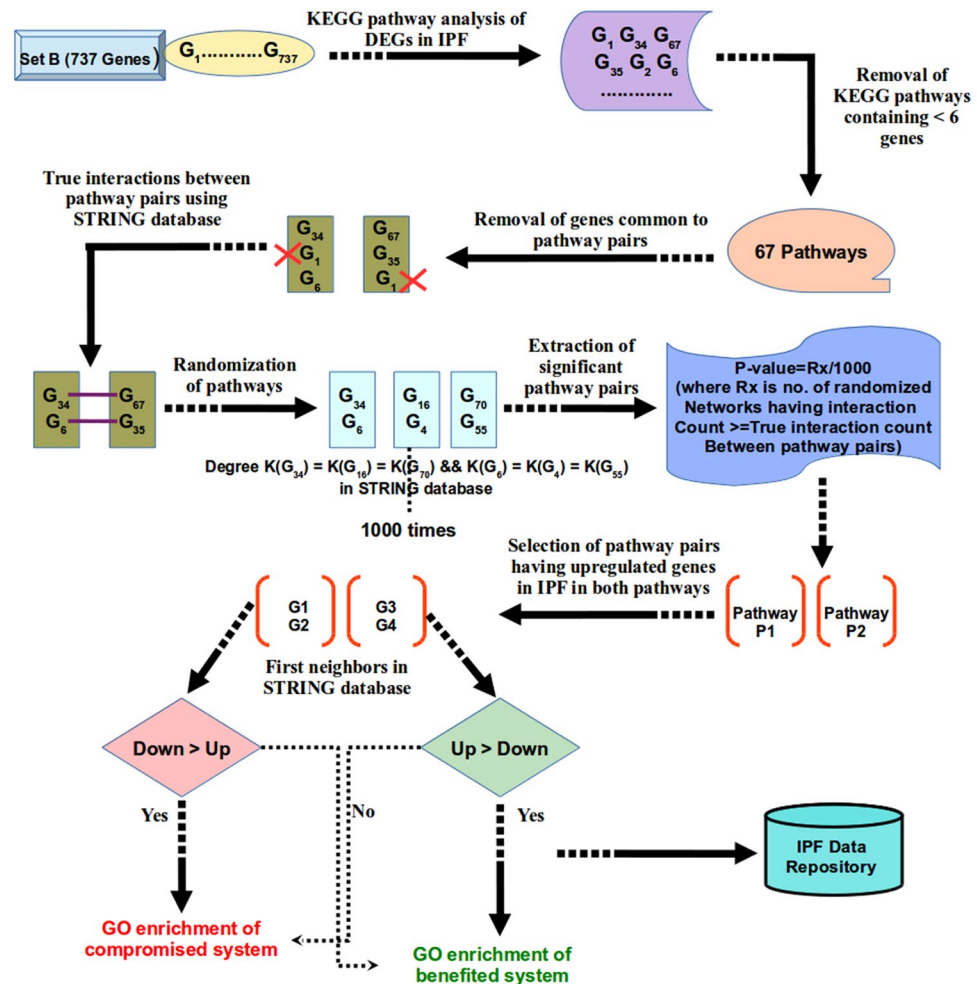 Set B (737 Genes)
G1...........G737
KEGG pathway analysis of
DEGs in IPF
G1 G34 G67
G35 G2 G6
.............
Removal of
KEGG pathways
containing < 6
genes
67 Pathways
Removal of genes common to
pathway pairs
G67
G35
G1
G34
G1
G6
True interactions between
pathway pairs using
STRING database
G34
G6
G67
G35
Randomization
of pathways
G34
G6
G16
G4
G70
G55
Degree K(G34) = K(G16) = K(G70) && K(G6) = K(G4) = K(G55)
in STRING database
1000 times
Extraction of
significant
pathway pairs
P-value=Rx/1000
(where Rx is no. of randomized
Networks having interaction
Count >=True interaction count
Between pathway pairs)
Pathway
P1
Pathway
P2
Selection of pathway pairs
having upregulated genes
in IPF in both pathways
G1
G2
G3
G4
First neighbors in
STRING database
Down > Up
Up > Down
Yes
No
Yes
IPF Data
Repository
GO enrichment of
compromised system
GO enrichment of
benefited system